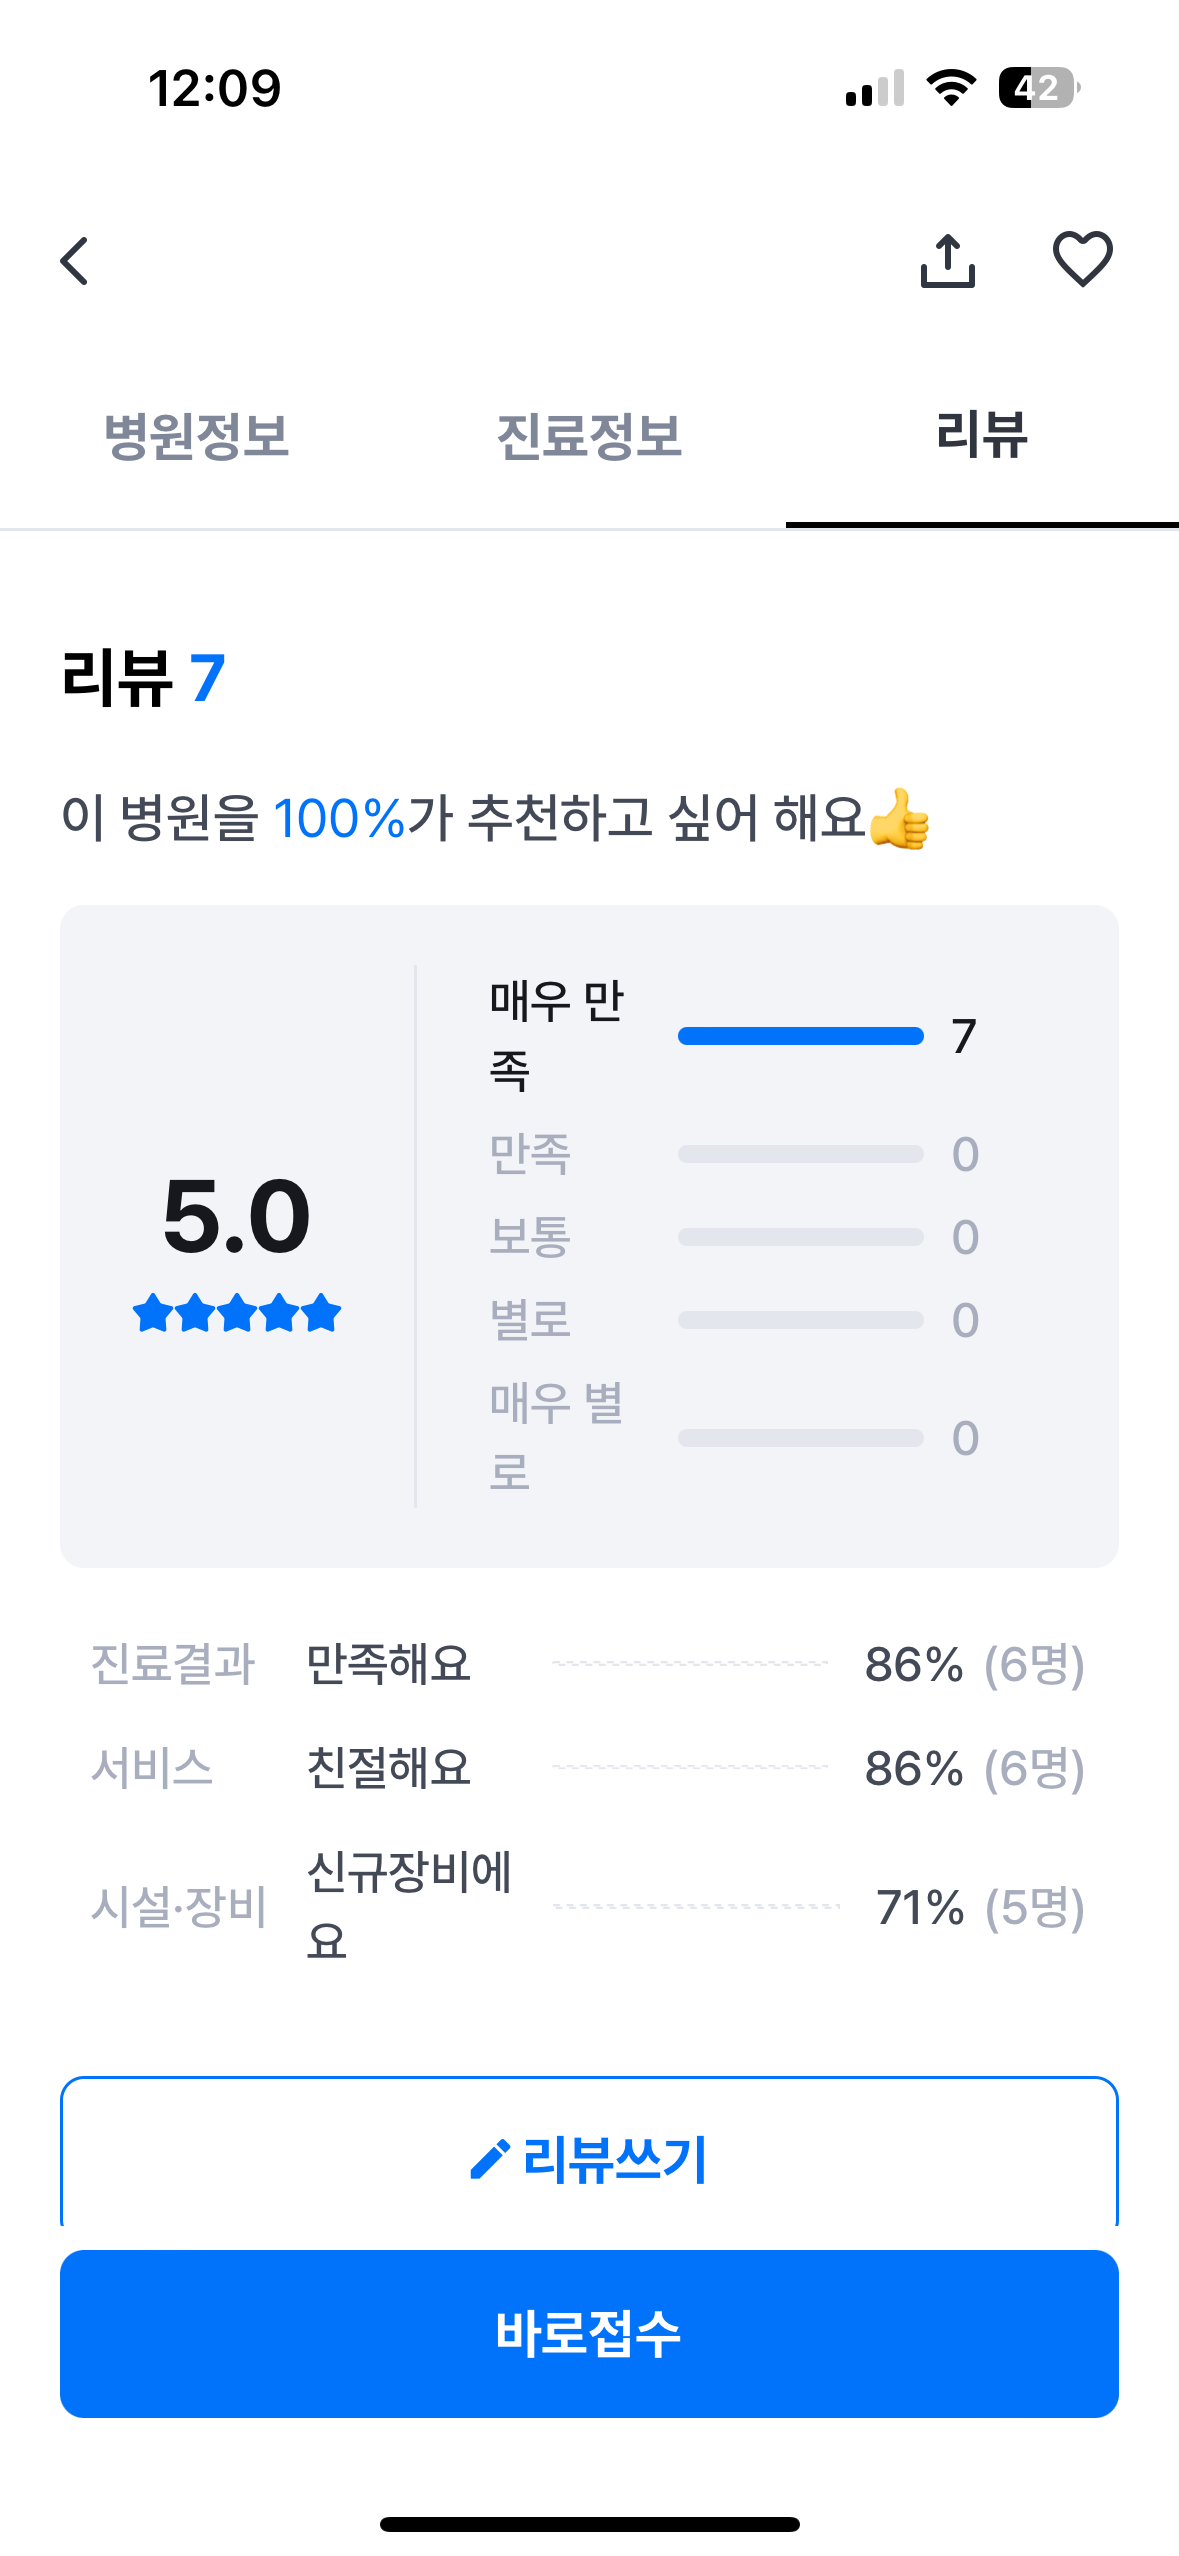 12:09
42
병원정보 진료정보 리뷰
리뷰 7
이 병원을 100%가 추천하고 싶어 해요👍
5.0
매우 만
족
7
만족 0
보통 0
별로 0
매우 별
로
0
진료결과 만족해요 86% (6명)
서비스 친절해요 86% (6명)
시설·장비 신규장비에
요
71% (5명)
리뷰쓰기
바로접수